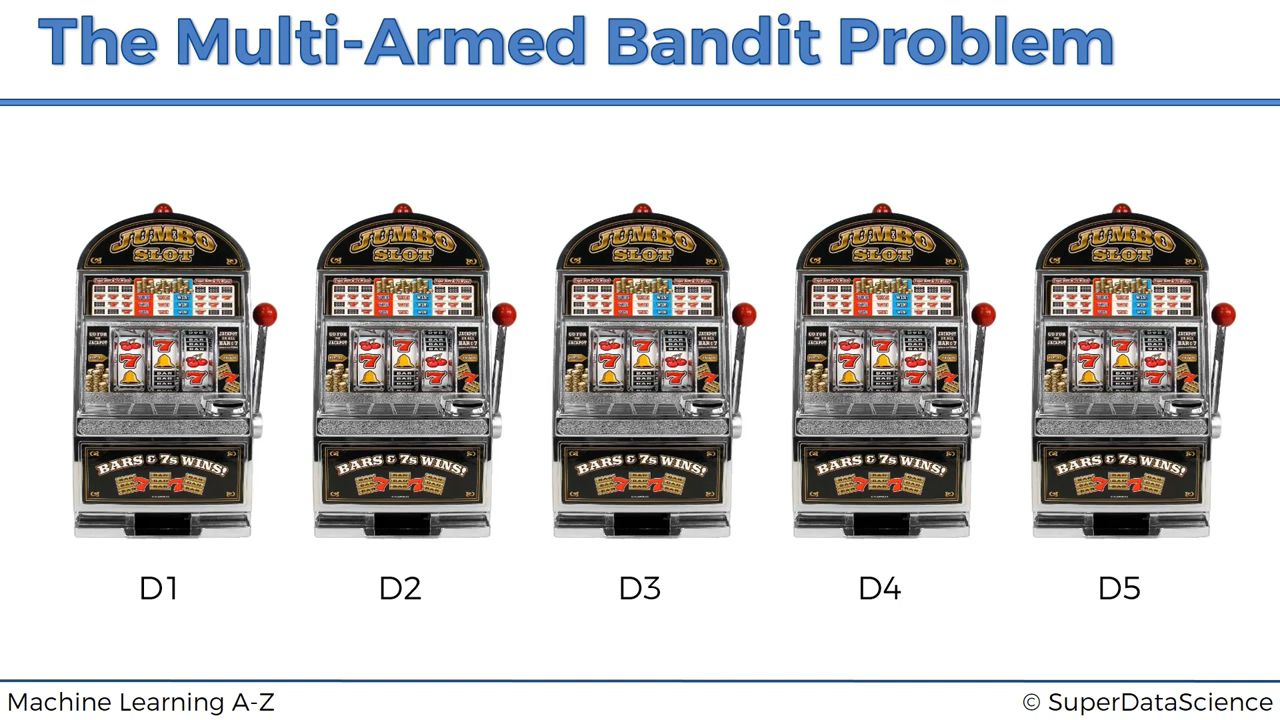 The Multi-Armed Bandit Problem
JUMBO JUMBO JUMBO JUMBO JUMBO
SLOT SLOT SLOT SLOT SLOT
BARS & 7s WINS! BARS & 7s WINS! BARS & 7s WINS! BARS & 7s WINS! BARS & 7s WINS!
D1 D2 D3 D4 D5
Machine Learning A-Z © SuperDataScience